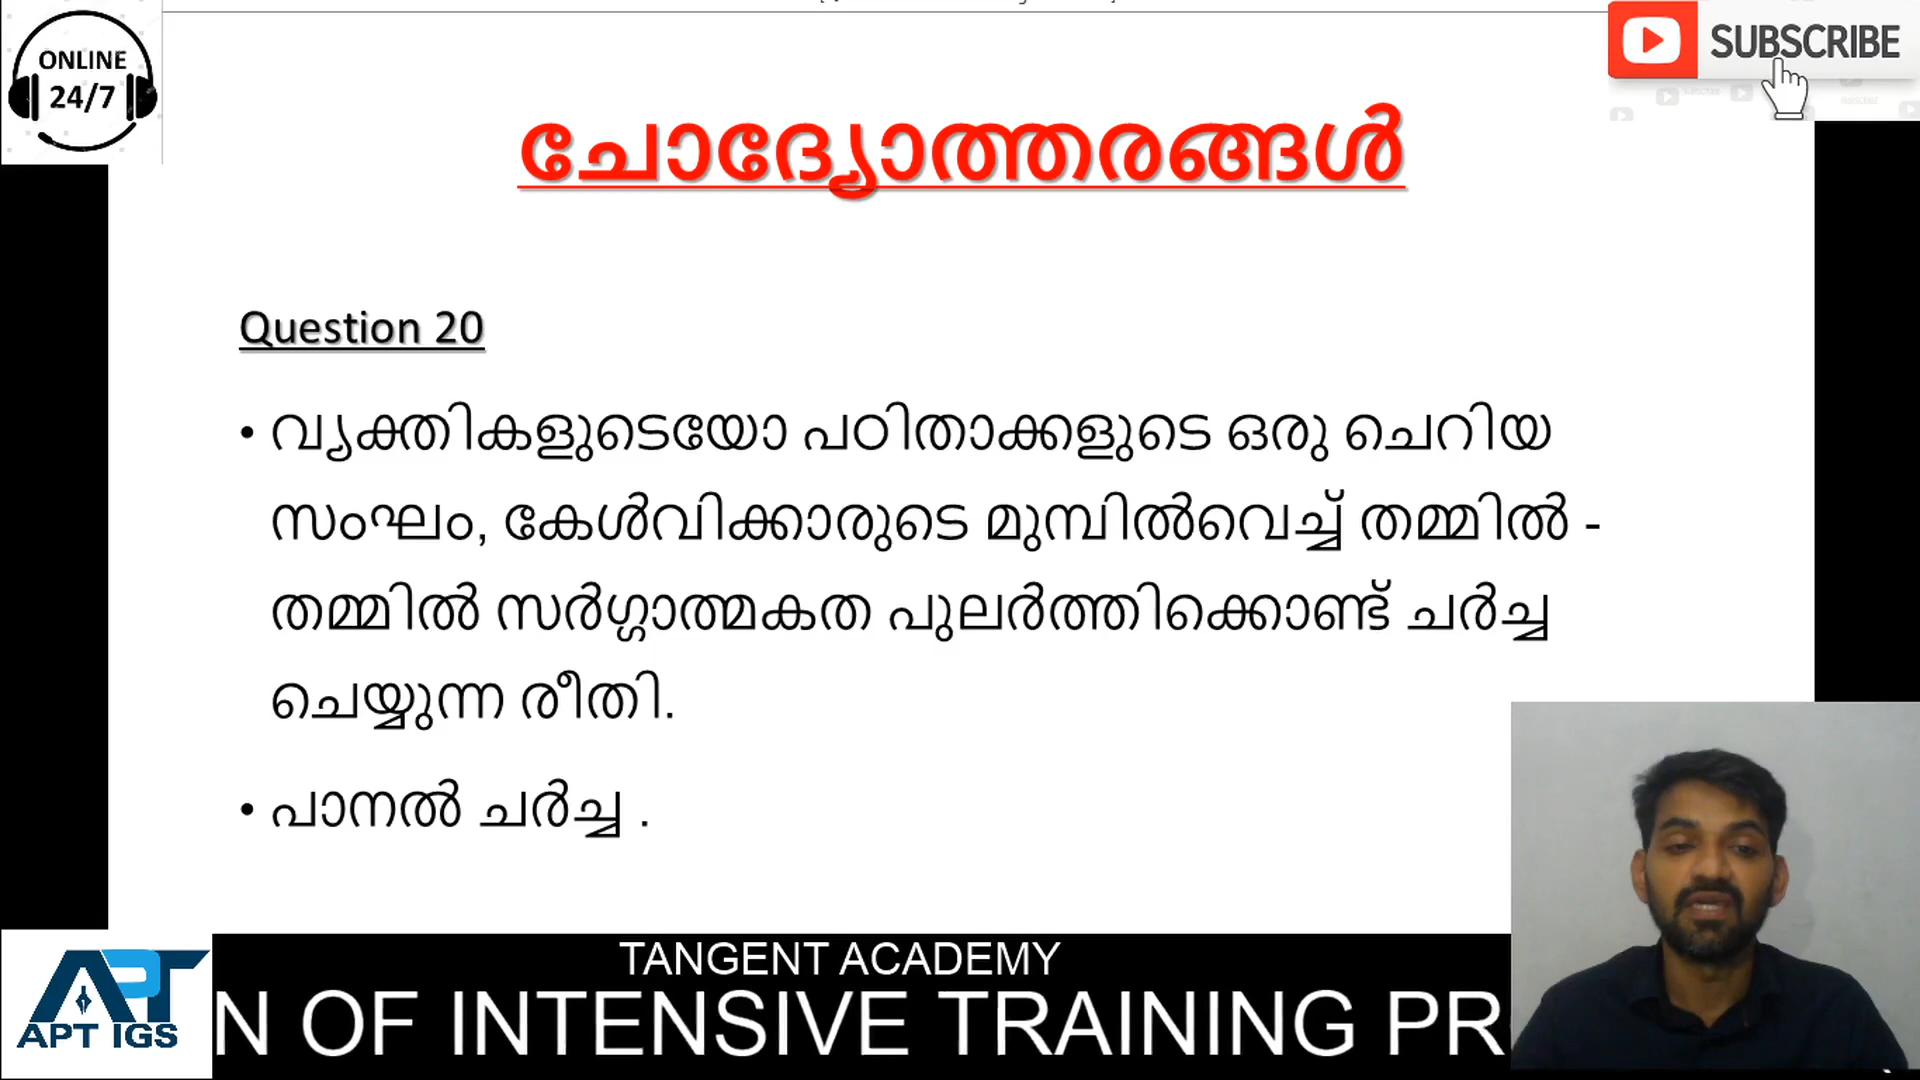 ONLINE
24/7
SUBSCRIBE
ചോദ്യോത്തരങ്ങൾ
Question 20
• വ്യക്തികളുടെയോ പഠിതാക്കളുടെ ഒരു ചെറിയ
സംഘം, കേൾവിക്കാരുടെ മുമ്പിൽവെച്ച് തമ്മിൽ -
തമ്മിൽ സർഗ്ഗാത്മകത പുലർത്തിക്കൊണ്ട് ചർച്ച
ചെയ്യുന്ന രീതി.
• പാനൽ ചർച്ച .
TANGENT ACADEMY
N OF INTENSIVE TRAINING PR
APT IGS